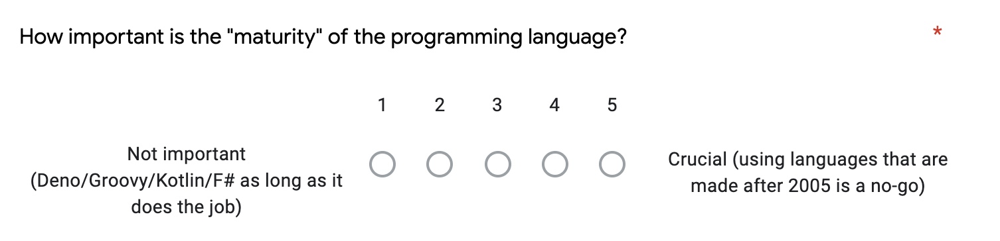 How important is the "maturity" of the programming language? *
1 2 3 4 5
Not important
(Deno/Groovy/Kotlin/F# as long as it
does the job)
Crucial (using languages that are
made after 2005 is a no-go)